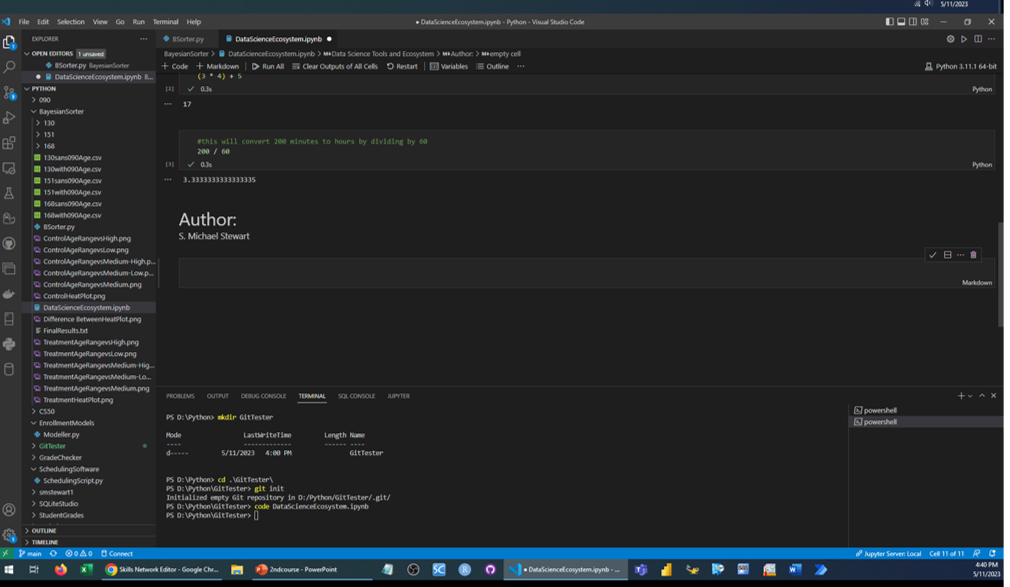 5/11/2023
File Edit Selection View Go Run Terminal Help
● DataScienceEcosystem.ipynb - Python - Visual Studio Code
EXPLORER
BSorter.py
DataScienceEcosystem.ipynb ●
OPEN EDITORS 1 unsaved
BSorter.py BayesianSorter
● DataScienceEcosystem.ipynb B...
BayesianSorter > DataScienceEcosystem.ipynb > M↓Data Science Tools and Ecosystem > M↓Author: > M↓empty cell
+ Code + Markdown Run All Clear Outputs of All Cells Restart Variables Outline ...
Python 3.11.1 64-bit
PYTHON
090
BayesianSorter
130
151
168
130sans090Age.csv
130with090Age.csv
151sans090Age.csv
151with090Age.csv
168sans090Age.csv
168with090Age.csv
BSorter.py
ControlAgeRangevsHigh.png
ControlAgeRangevsLow.png
ControlAgeRangevsMedium-High.p...
ControlAgeRangevsMedium-Low.p...
ControlAgeRangevsMedium.png
ControlHeatPlot.png
DataScienceEcosystem.ipynb
Difference BetweenHeatPlot.png
FinalResults.txt
TreatmentAgeRangevsHigh.png
TreatmentAgeRangevsLow.png
TreatmentAgeRangevsMedium-Hig...
TreatmentAgeRangevsMedium-Lo...
TreatmentAgeRangevsMedium.png
TreatmentHeatPlot.png
CS50
EnrollmentModels
Modeller.py
GitTester
GradeChecker
SchedulingSoftware
SchedulingScript.py
smstewart1
SQLiteStudio
StudentGrades
OUTLINE
TIMELINE
(3 * 4) + 5
[2] ✓ 0.3s
Python
... 17
#this will convert 200 minutes to hours by dividing by 60
200 / 60
[3] ✓ 0.3s
Python
... 3.3333333333333335
Author:
S. Michael Stewart
Markdown
PROBLEMS OUTPUT DEBUG CONSOLE TERMINAL SQL CONSOLE JUPYTER
PS D:\Python> mkdir GitTester
Mode LastWriteTime Length Name
---- ------------- ------ ----
d----- 5/11/2023 4:00 PM GitTester
PS D:\Python> cd .\GitTester\
PS D:\Python\GitTester> git init
Initialized empty Git repository in D:/Python/GitTester/.git/
PS D:\Python\GitTester> code DataScienceEcosystem.ipynb
PS D:\Python\GitTester>
powershell
powershell
main 0 0 Connect
Jupyter Server: Local Cell 11 of 11
Skills Network Editor - Google Chr...
2ndcourse - PowerPoint
● DataScienceEcosystem.ipynb - ...
4:40 PM
5/11/2023